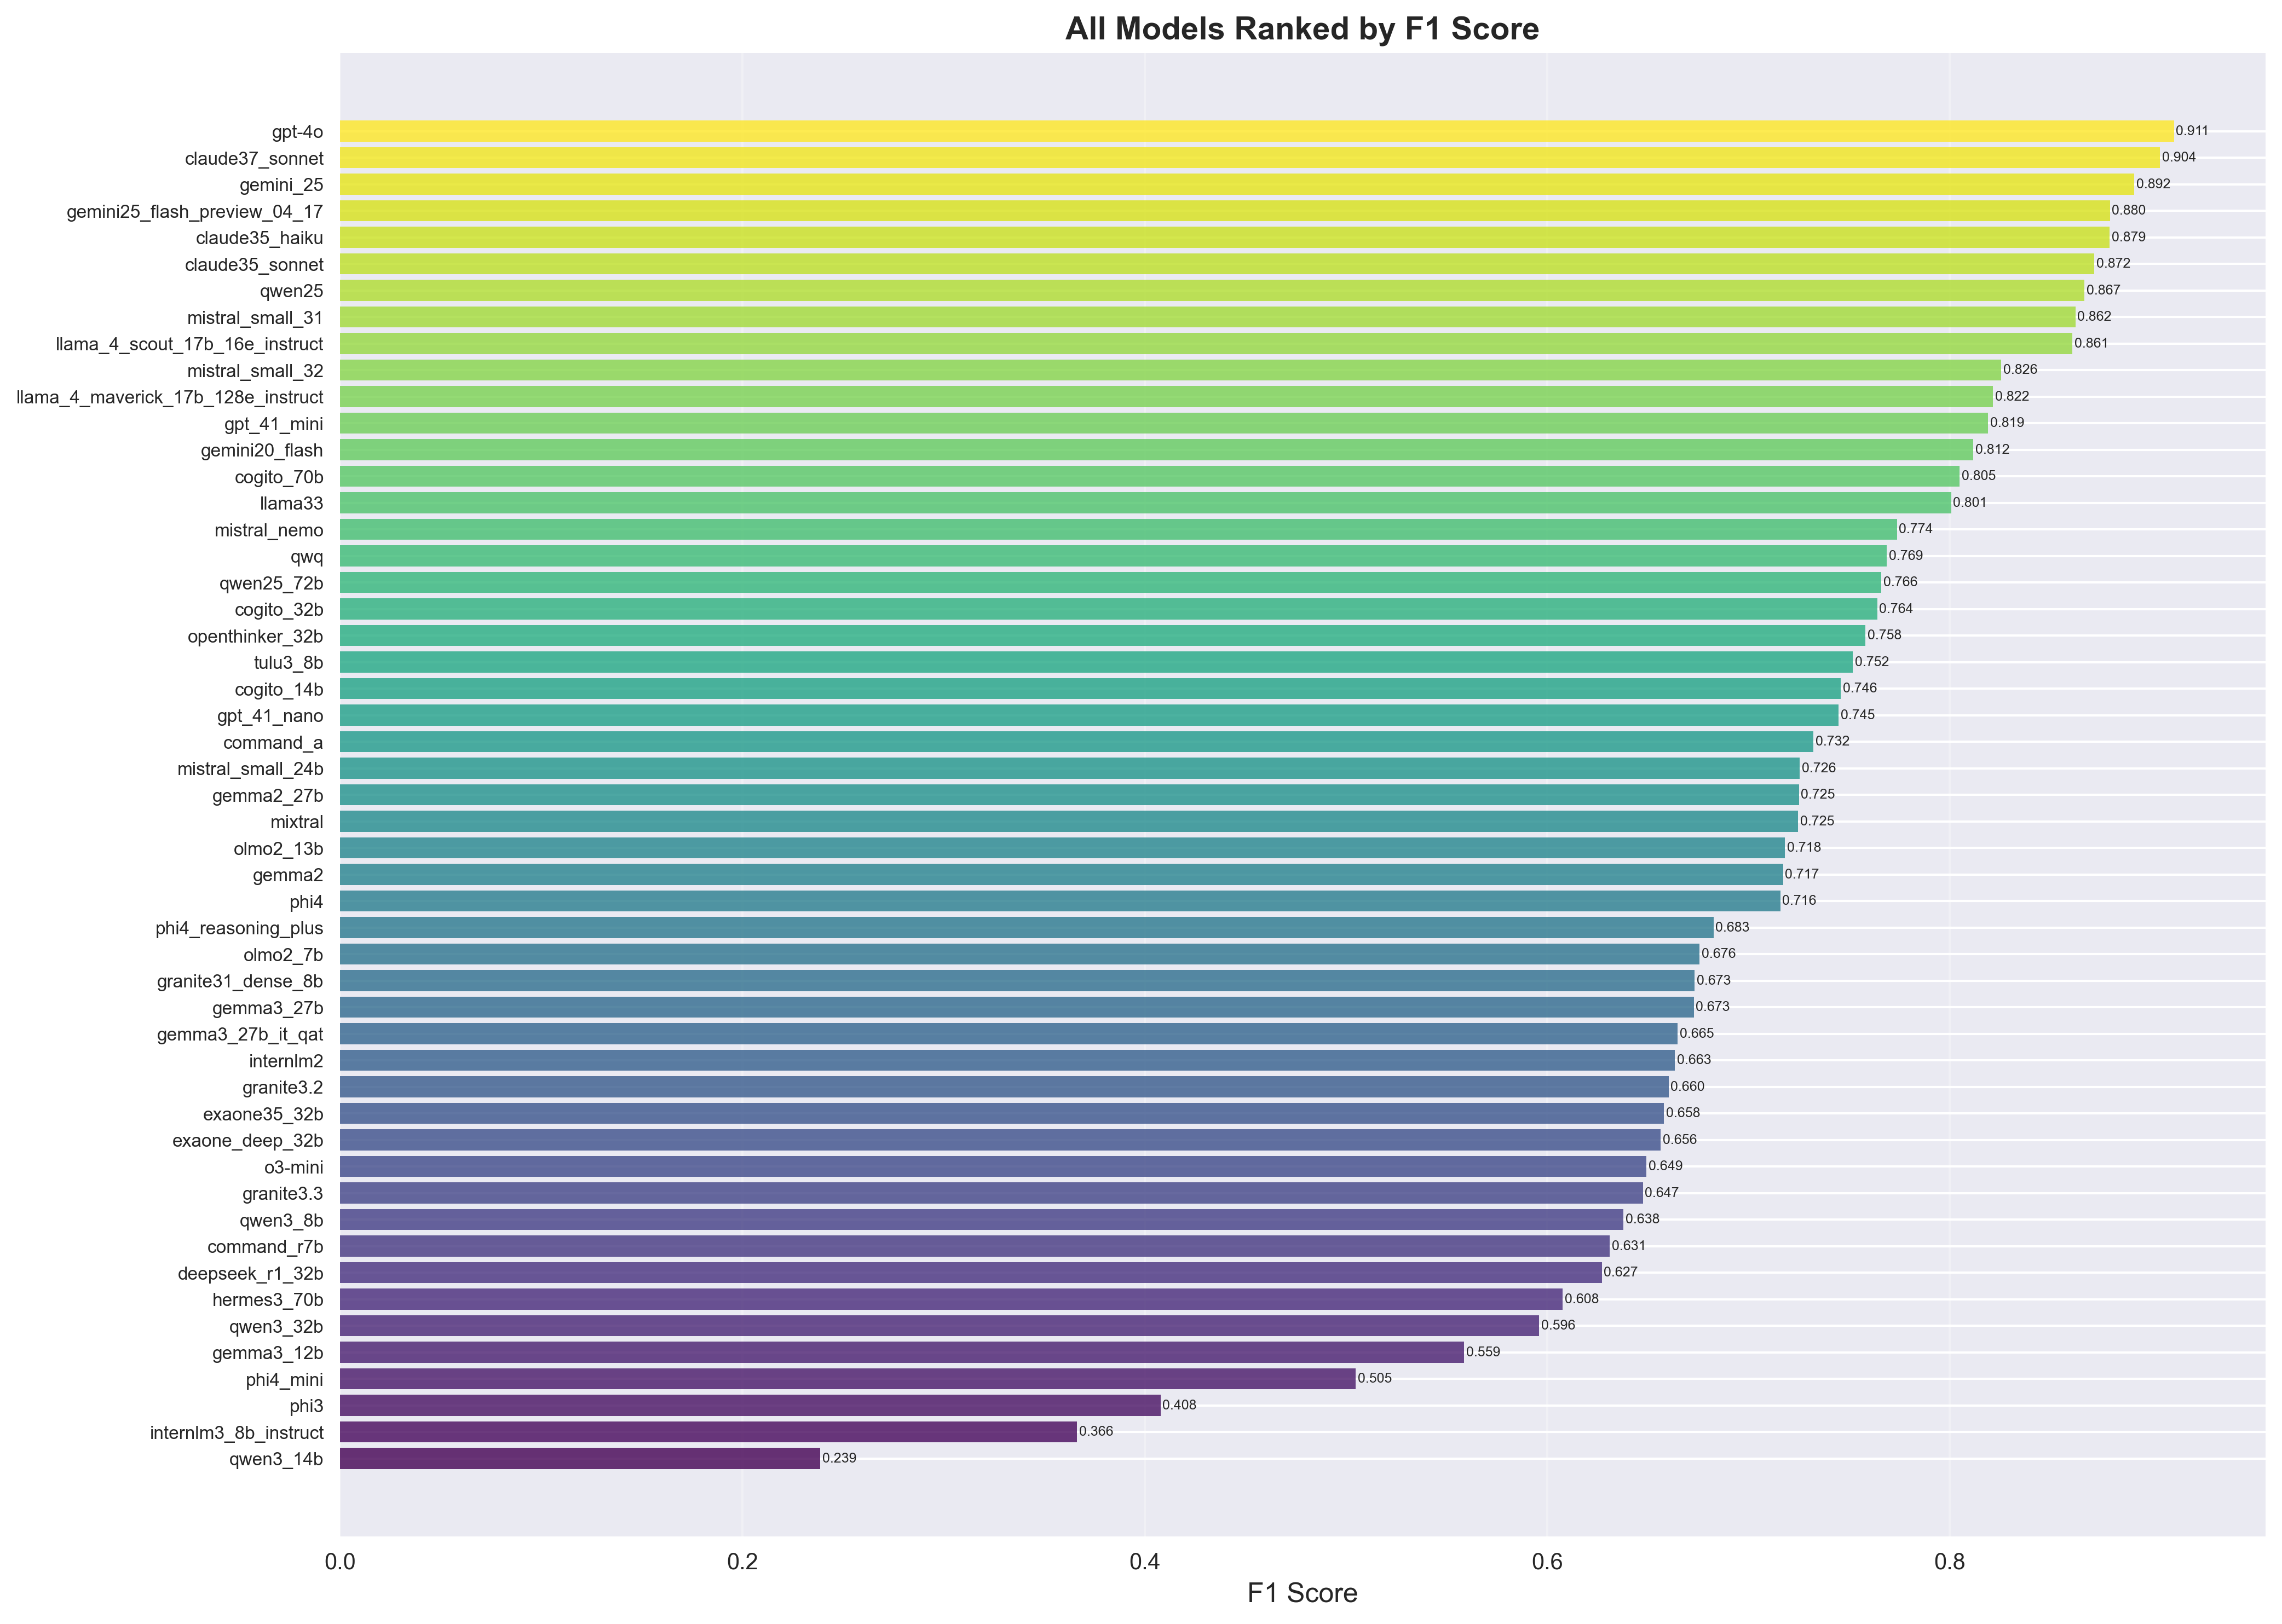 All Models Ranked by F1 Score
gpt-4o 0.911
claude37_sonnet 0.904
gemini_25 0.892
gemini25_flash_preview_04_17 0.880
claude35_haiku 0.879
claude35_sonnet 0.872
qwen25 0.867
mistral_small_31 0.862
llama_4_scout_17b_16e_instruct 0.861
mistral_small_32 0.826
llama_4_maverick_17b_128e_instruct 0.822
gpt_41_mini 0.819
gemini20_flash 0.812
cogito_70b 0.805
llama33 0.801
mistral_nemo 0.774
qwq 0.769
qwen25_72b 0.766
cogito_32b 0.764
openthinker_32b 0.758
tulu3_8b 0.752
cogito_14b 0.746
gpt_41_nano 0.745
command_a 0.732
mistral_small_24b 0.726
gemma2_27b 0.725
mixtral 0.725
olmo2_13b 0.718
gemma2 0.717
phi4 0.716
phi4_reasoning_plus 0.683
olmo2_7b 0.676
granite31_dense_8b 0.673
gemma3_27b 0.673
gemma3_27b_it_qat 0.665
internlm2 0.663
granite3.2 0.660
exaone35_32b 0.658
exaone_deep_32b 0.656
o3-mini 0.649
granite3.3 0.647
qwen3_8b 0.638
command_r7b 0.631
deepseek_r1_32b 0.627
hermes3_70b 0.608
qwen3_32b 0.596
gemma3_12b 0.559
phi4_mini 0.505
phi3 0.408
internlm3_8b_instruct 0.366
qwen3_14b 0.239
0.0 0.2 0.4 0.6 0.8
F1 Score